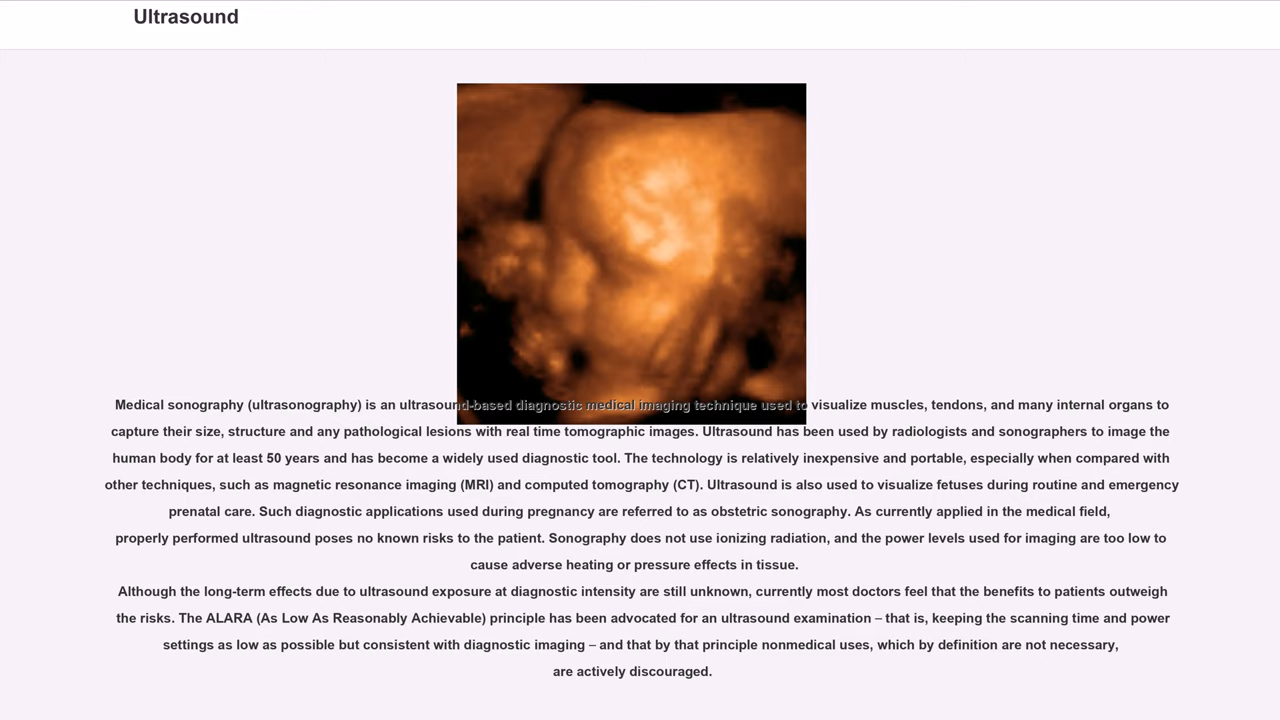 Ultrasound
Medical sonography (ultrasonography) is an ultrasound-based diagnostic medical imaging technique used to visualize muscles, tendons, and many internal organs to
capture their size, structure and any pathological lesions with real time tomographic images. Ultrasound has been used by radiologists and sonographers to image the
human body for at least 50 years and has become a widely used diagnostic tool. The technology is relatively inexpensive and portable, especially when compared with
other techniques, such as magnetic resonance imaging (MRI) and computed tomography (CT). Ultrasound is also used to visualize fetuses during routine and emergency
prenatal care. Such diagnostic applications used during pregnancy are referred to as obstetric sonography. As currently applied in the medical field,
properly performed ultrasound poses no known risks to the patient. Sonography does not use ionizing radiation, and the power levels used for imaging are too low to
cause adverse heating or pressure effects in tissue.
Although the long-term effects due to ultrasound exposure at diagnostic intensity are still unknown, currently most doctors feel that the benefits to patients outweigh
the risks. The ALARA (As Low As Reasonably Achievable) principle has been advocated for an ultrasound examination – that is, keeping the scanning time and power
settings as low as possible but consistent with diagnostic imaging – and that by that principle nonmedical uses, which by definition are not necessary,
are actively discouraged.